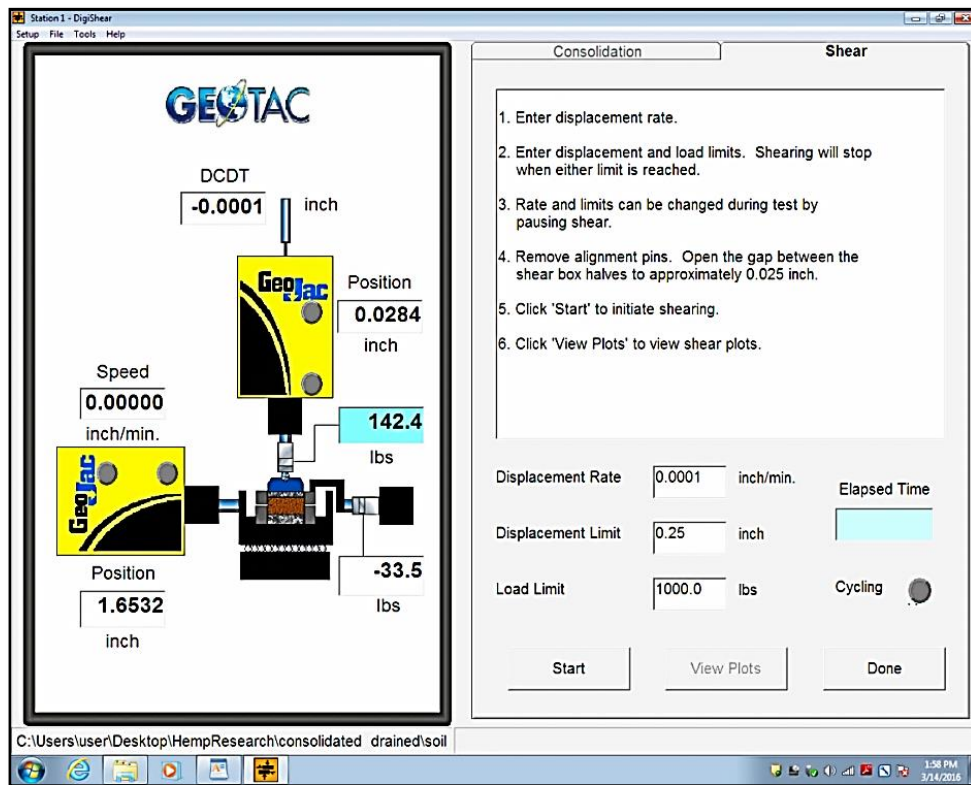 Station 1 - DigiShear
Setup File Tools Help
GEOTAC
DCDT
-0.0001 inch
GeoJac
Position
0.0284
inch
Speed
0.00000
inch/min.
142.4
lbs
GeoJac
Position
1.6532
inch
-33.5
lbs
Consolidation Shear
1. Enter displacement rate.
2. Enter displacement and load limits. Shearing will stop
when either limit is reached.
3. Rate and limits can be changed during test by
pausing shear.
4. Remove alignment pins. Open the gap between the
shear box halves to approximately 0.025 inch.
5. Click 'Start' to initiate shearing.
6. Click 'View Plots' to view shear plots.
Displacement Rate 0.0001 inch/min.
Elapsed Time
Displacement Limit 0.25 inch
Load Limit 1000.0 lbs
Cycling
Start View Plots Done
C:\Users\user\Desktop\HempResearch\consolidated drained\soil
1:58 PM
3/14/2016